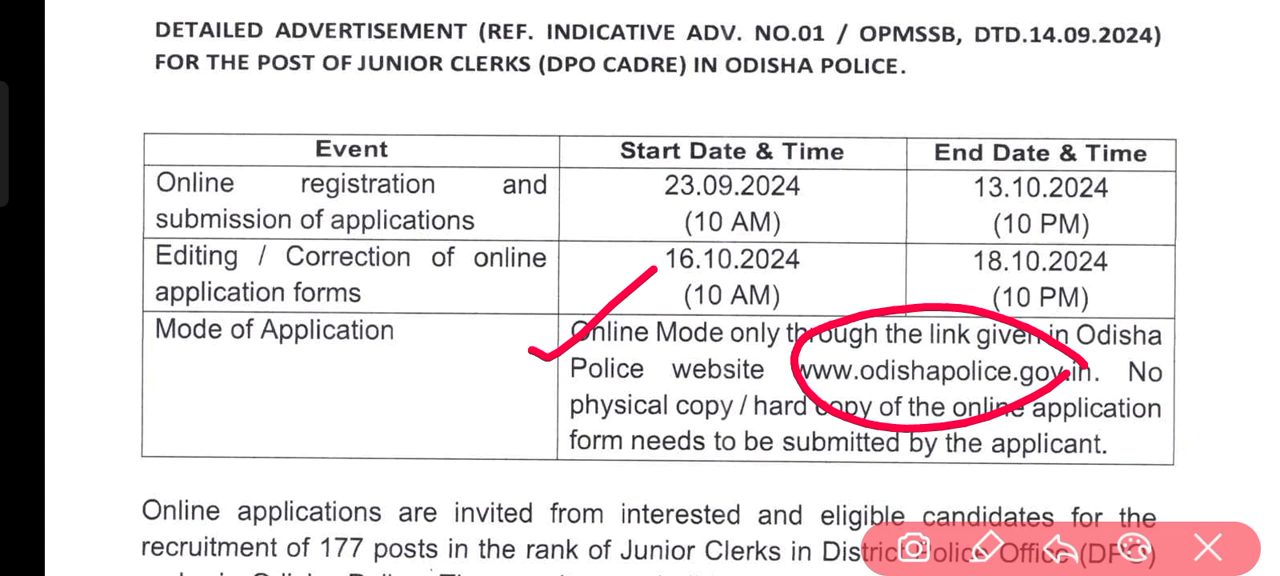 DETAILED ADVERTISEMENT (REF. INDICATIVE ADV. NO.01 / OPMSSB, DTD.14.09.2024)
FOR THE POST OF JUNIOR CLERKS (DPO CADRE) IN ODISHA POLICE.
Event Start Date & Time End Date & Time
Online registration and 23.09.2024 13.10.2024
submission of applications (10 AM) (10 PM)
Editing / Correction of online 16.10.2024 18.10.2024
application forms (10 AM) (10 PM)
Mode of Application Online Mode only through the link given in Odisha
Police website www.odishapolice.gov.in. No
physical copy / hard copy of the online application
form needs to be submitted by the applicant.
Online applications are invited from interested and eligible candidates for the
recruitment of 177 posts in the rank of Junior Clerks in District Police Office (DPO)